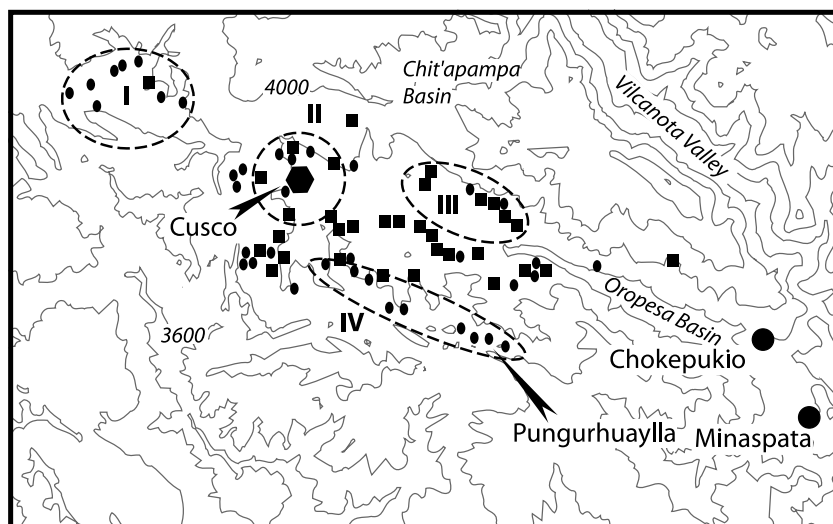 Chit'apampa
Basin
Vilcanota Valley
4000
I
II
III
Cusco
Oropesa Basin
IV
3600
Chokepukio
Pungurhuaylla
Minaspata